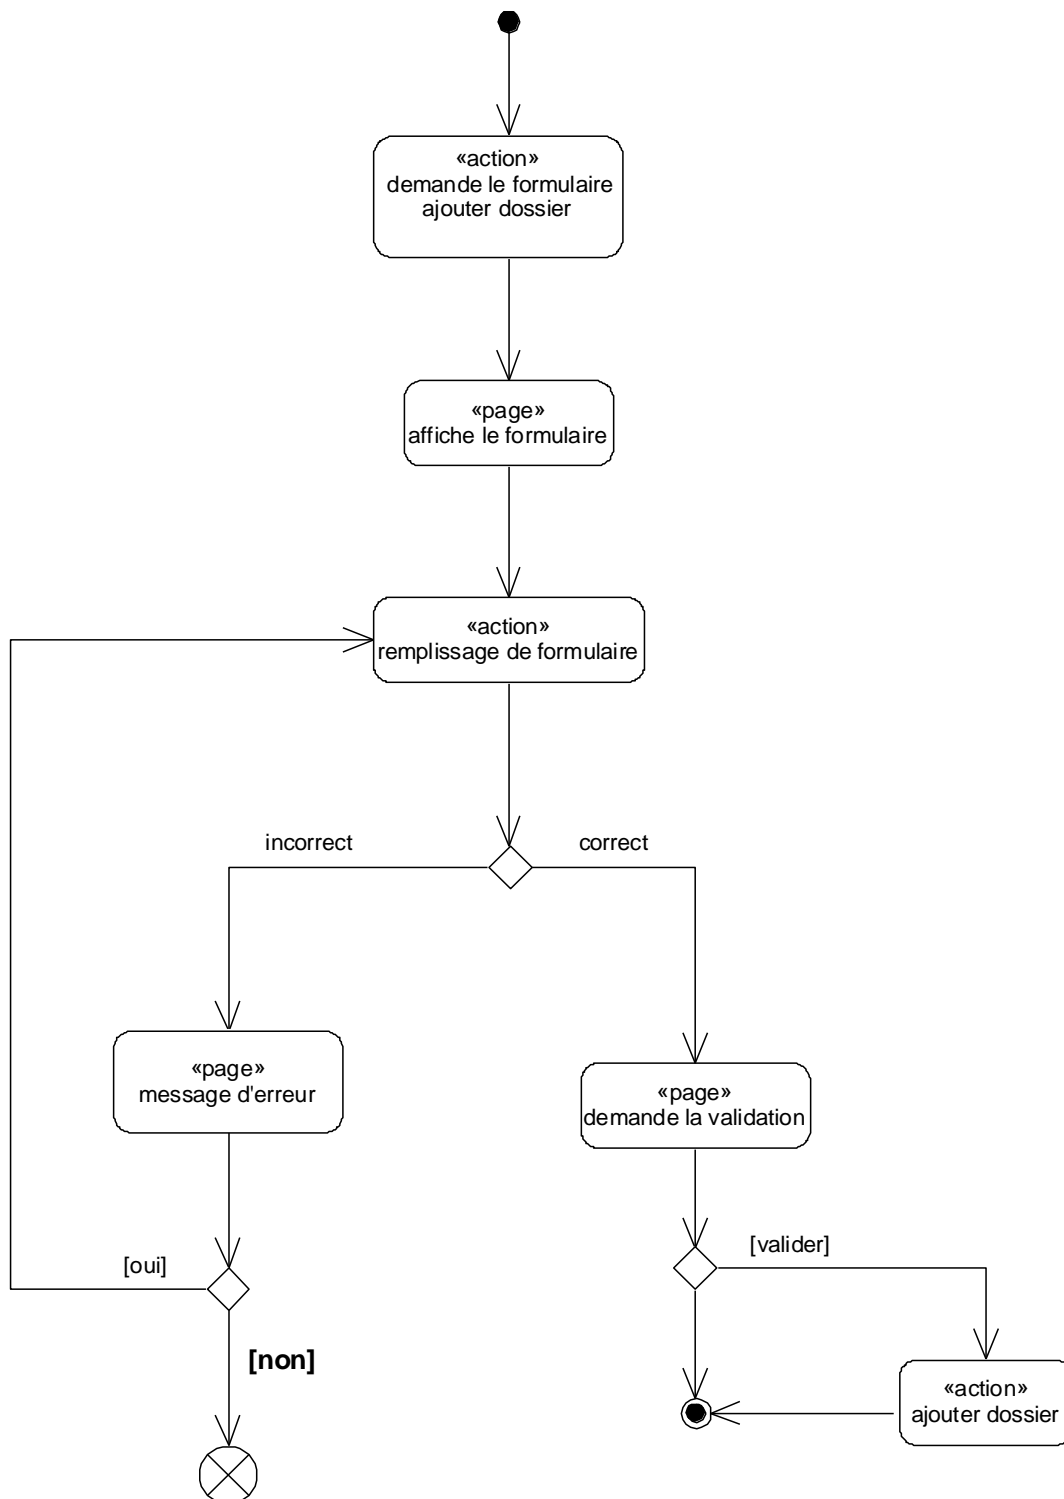 «action»
demande le formulaire
ajouter dossier
«page»
affiche le formulaire
«action»
remplissage de formulaire
incorrect
correct
«page»
message d'erreur
«page»
demande la validation
[oui]
[valider]
[non]
«action»
ajouter dossier